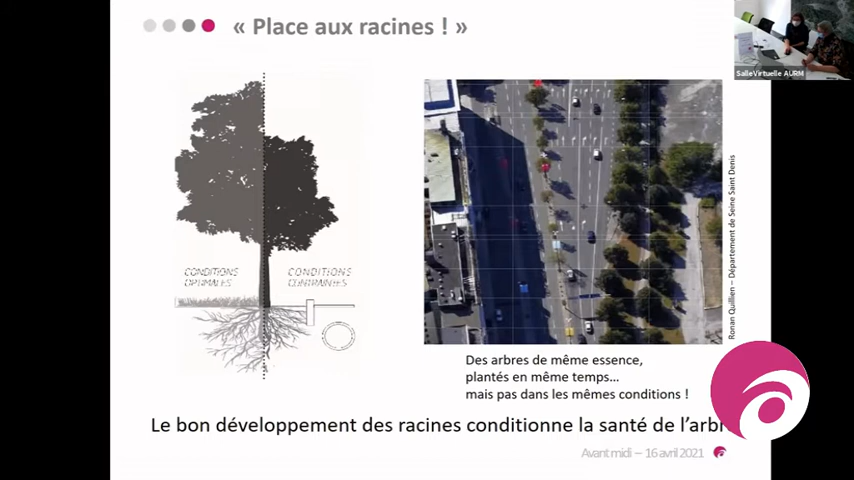 « Place aux racines ! »
SalleVirtuelle AURM
CONDITIONS
OPTIMALES
CONDITIONS
CONTRAINTES
Ronan Quillien – Département de Seine Saint Denis
Des arbres de même essence,
plantés en même temps…
mais pas dans les mêmes conditions !
Le bon développement des racines conditionne la santé de l'arbr
Avant midi – 16 avril 2021